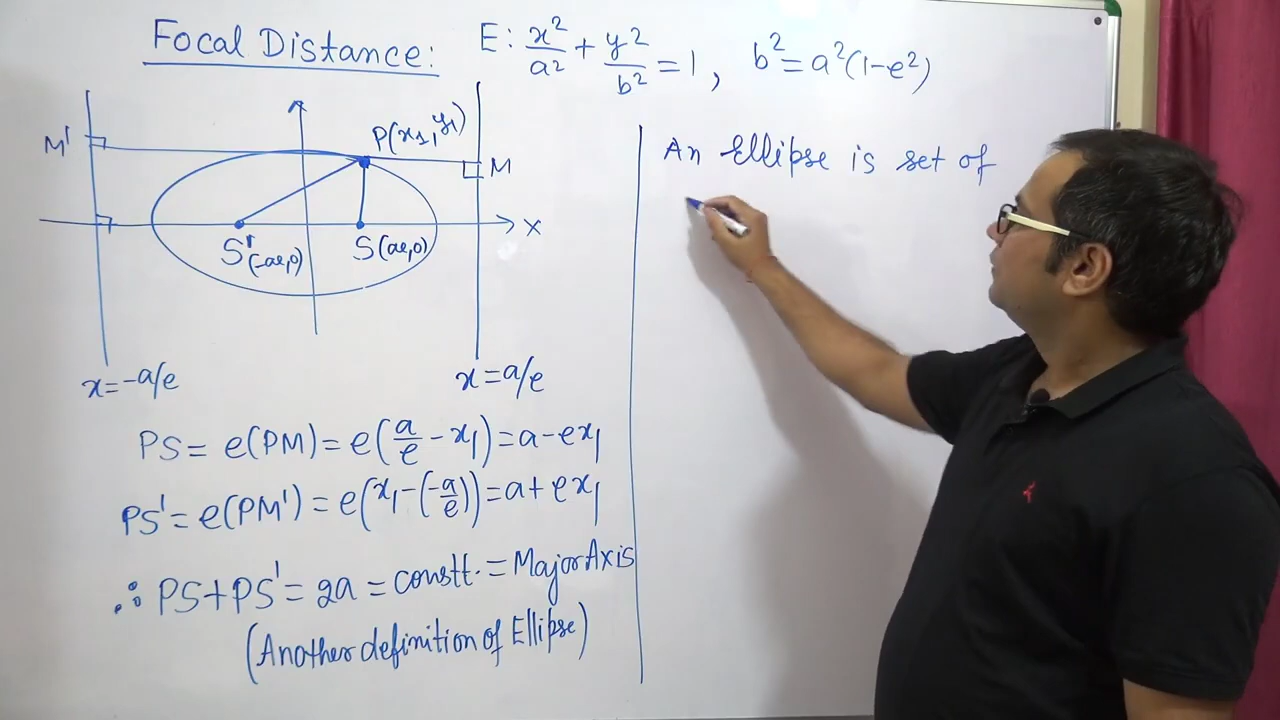 Focal Distance: E: x²/a² + y²/b² = 1, b² = a²(1-e²)
M' P(x₁, y₁) M
S'(-ae,0) S(ae,0) x
x=-a/e x=a/e
PS = e(PM) = e(a/e - x₁) = a - ex₁
PS' = e(PM') = e(x₁-(-a/e)) = a + ex₁
∴ PS+PS' = 2a = constt. = Major Axis
(Another definition of Ellipse)
An Ellipse is set of